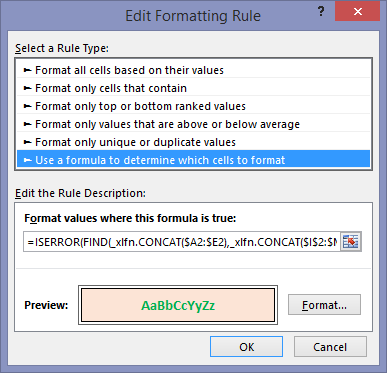 Edit Formatting Rule
Select a Rule Type:
► Format all cells based on their values
► Format only cells that contain
► Format only top or bottom ranked values
► Format only values that are above or below average
► Format only unique or duplicate values
► Use a formula to determine which cells to format
Edit the Rule Description:
Format values where this formula is true:
=ISERROR(FIND(_xlfn.CONCAT($A2:$E2),_xlfn.CONCAT($I$2:$
Preview: AaBbCcYyZz Format...
OK Cancel